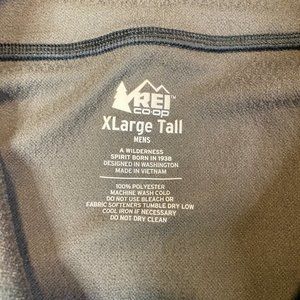 REI
CO·OP
XLarge Tall
MENS
A WILDERNESS
SPIRIT BORN IN 1938
DESIGNED IN WASHINGTON
MADE IN VIETNAM
100% POLYESTER
MACHINE WASH COLD
DO NOT USE BLEACH OR
FABRIC SOFTENERS TUMBLE DRY LOW
COOL IRON IF NECESSARY
DO NOT DRY CLEAN